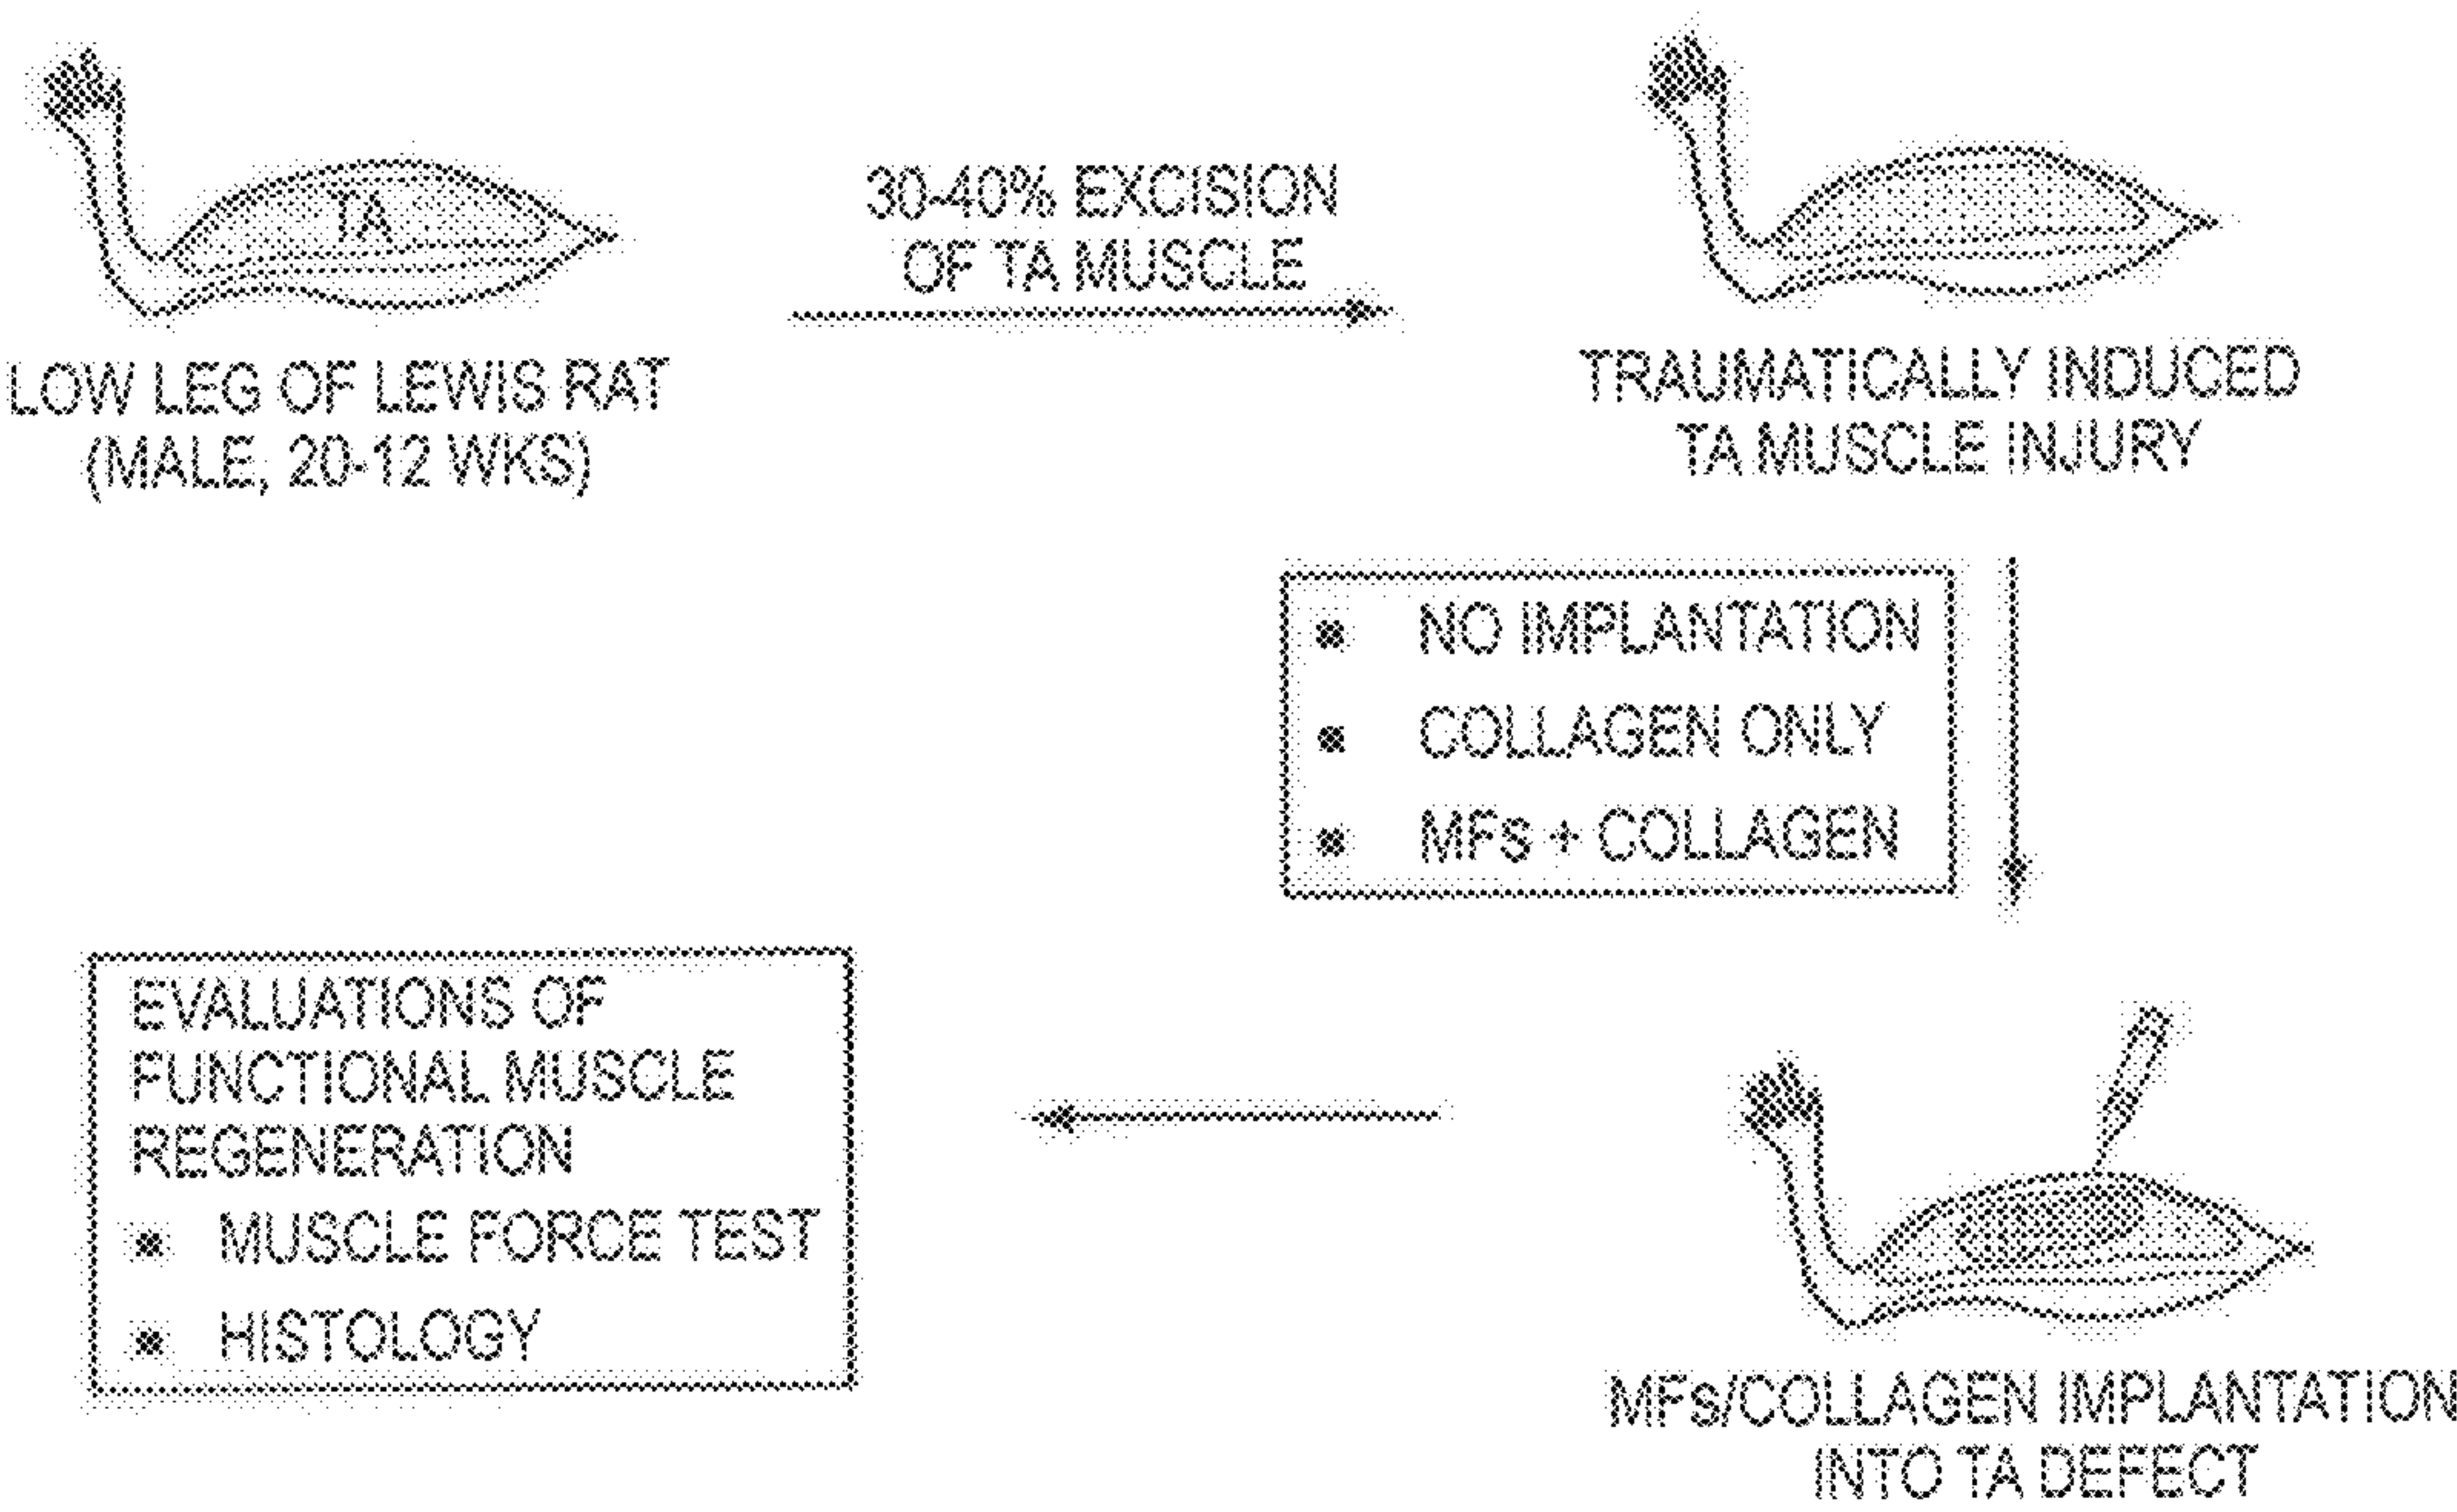 TA
30-40% EXCISION
OF TA MUSCLE
LOW LEG OF LEWIS RAT
(MALE, 20-12 WKS)
TRAUMATICALLY INDUCED
TA MUSCLE INJURY
NO IMPLANTATION
COLLAGEN ONLY
MFs + COLLAGEN
MFs/COLLAGEN IMPLANTATION
INTO TA DEFECT
EVALUATIONS OF
FUNCTIONAL MUSCLE
REGENERATION
MUSCLE FORCE TEST
HISTOLOGY